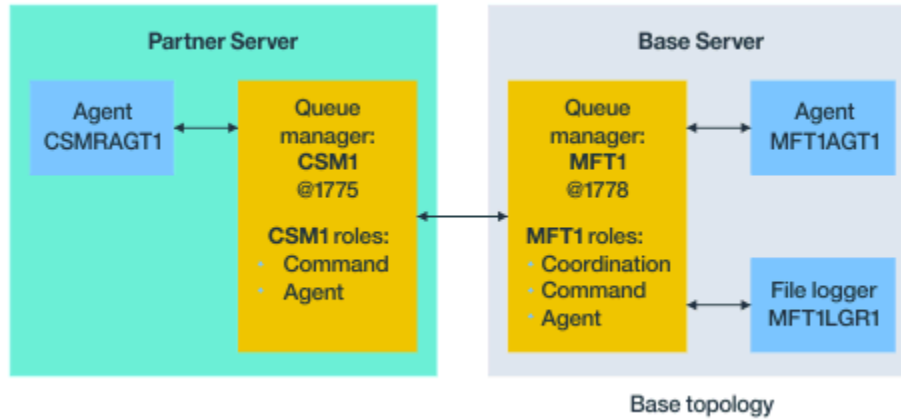 Partner Server
Agent
CSMRAGT1
Queue
manager:
CSM1
@1775
CSM1 roles:
• Command
• Agent
Base Server
Queue
manager:
MFT1
@1778
MFT1 roles:
• Coordination
• Command
• Agent
Agent
MFT1AGT1
File logger
MFT1LGR1
Base topology